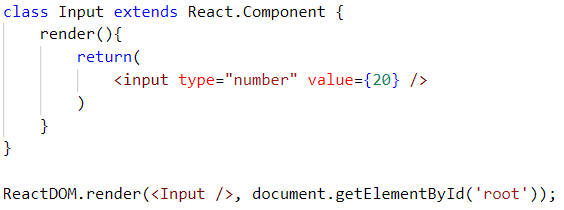 class Input extends React.Component {
    render(){
        return(
            <input type="number" value={20} />
        )
    }
}
ReactDOM.render(<Input />, document.getElementById('root'));